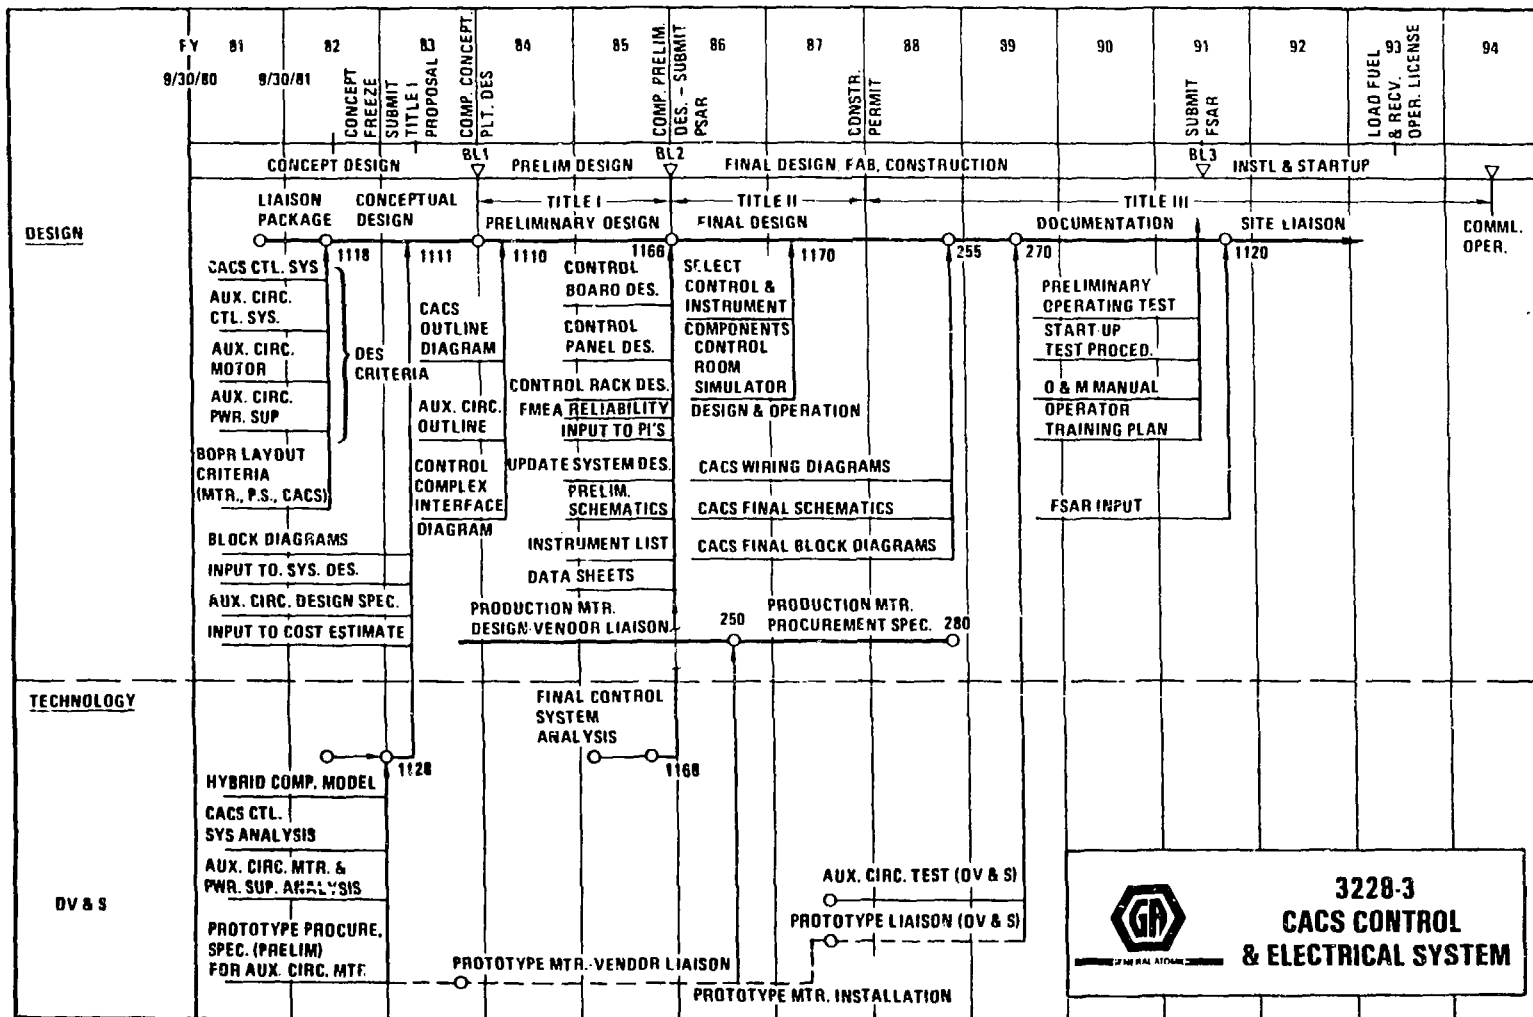 FY 81 82 83 84 85 86 87 88 89 90 91 92 93 94
9/30/80 9/30/81
CONCEPT
FREEZE
SUBMIT
TITLE I
PROPOSAL
COMP. CONCEPT.
PLT. DES
COMP. PRELIM.
DES. - SUBMIT
PSAR
CONSTR.
PERMIT
SUBMIT
FSAR
LOAD FUEL
& RECV.
OPER. LICENSE
CONCEPT DESIGN BL1 PRELIM DESIGN BL2 FINAL DESIGN, FAB, CONSTRUCTION BL3 INSTL & STARTUP
TITLE I TITLE II TITLE III
DESIGN
LIAISON
PACKAGE
CONCEPTUAL
DESIGN
PRELIMINARY DESIGN
FINAL DESIGN
DOCUMENTATION
SITE LIAISON
COMML.
OPER.
1118 1111 1110 1166 1170 255 270 1120
CACS CTL. SYS
AUX. CIRC.
CTL. SYS.
AUX. CIRC.
MOTOR
AUX. CIRC.
PWR. SUP
DES
CRITERIA
BOPR LAYOUT
CRITERIA
(MTR., P.S., CACS)
BLOCK DIAGRAMS
INPUT TO. SYS. DES.
AUX. CIRC. DESIGN SPEC.
INPUT TO COST ESTIMATE
CACS
OUTLINE
DIAGRAM
AUX. CIRC.
OUTLINE
CONTROL
COMPLEX
INTERFACE
DIAGRAM
CONTROL
BOARD DES.
CONTROL
PANEL DES.
CONTROL RACK DES.
FMEA RELIABILITY
INPUT TO PI'S
UPDATE SYSTEM DES.
PRELIM.
SCHEMATICS
INSTRUMENT LIST
DATA SHEETS
SELECT
CONTROL &
INSTRUMENT
COMPONENTS
CONTROL
ROOM
SIMULATOR
DESIGN & OPERATION
CACS WIRING DIAGRAMS
CACS FINAL SCHEMATICS
CACS FINAL BLOCK DIAGRAMS
PRELIMINARY
OPERATING TEST
START-UP
TEST PROCED.
O & M MANUAL
OPERATOR
TRAINING PLAN
FSAR INPUT
PRODUCTION MTR.
DESIGN-VENDOR LIAISON
250
PRODUCTION MTR.
PROCUREMENT SPEC. 280
TECHNOLOGY
FINAL CONTROL
SYSTEM
ANALYSIS
1128 1168
HYBRID COMP. MODEL
CACS CTL.
SYS ANALYSIS
AUX. CIRC. MTR. &
PWR. SUP. ANALYSIS
DV & S
PROTOTYPE PROCURE.
SPEC. (PRELIM)
FOR AUX. CIRC. MTR.
PROTOTYPE MTR.-VENDOR LIAISON
PROTOTYPE MTR. INSTALLATION
AUX. CIRC. TEST (DV & S)
PROTOTYPE LIAISON (DV & S)
GA
GENERAL ATOMIC
3228-3
CACS CONTROL
& ELECTRICAL SYSTEM